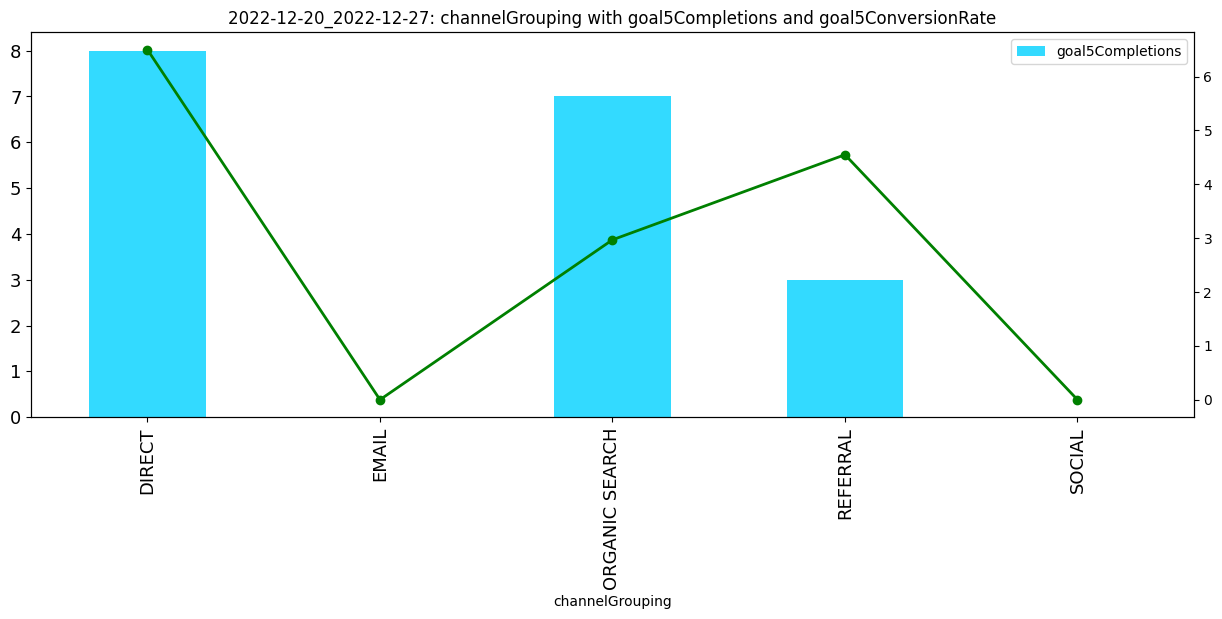 2022-12-20_2022-12-27: channelGrouping with goal5Completions and goal5ConversionRate
goal5Completions
8
7
6
5
4
3
2
1
0
6
5
4
3
2
1
0
DIRECT
EMAIL
ORGANIC SEARCH
REFERRAL
SOCIAL
channelGrouping